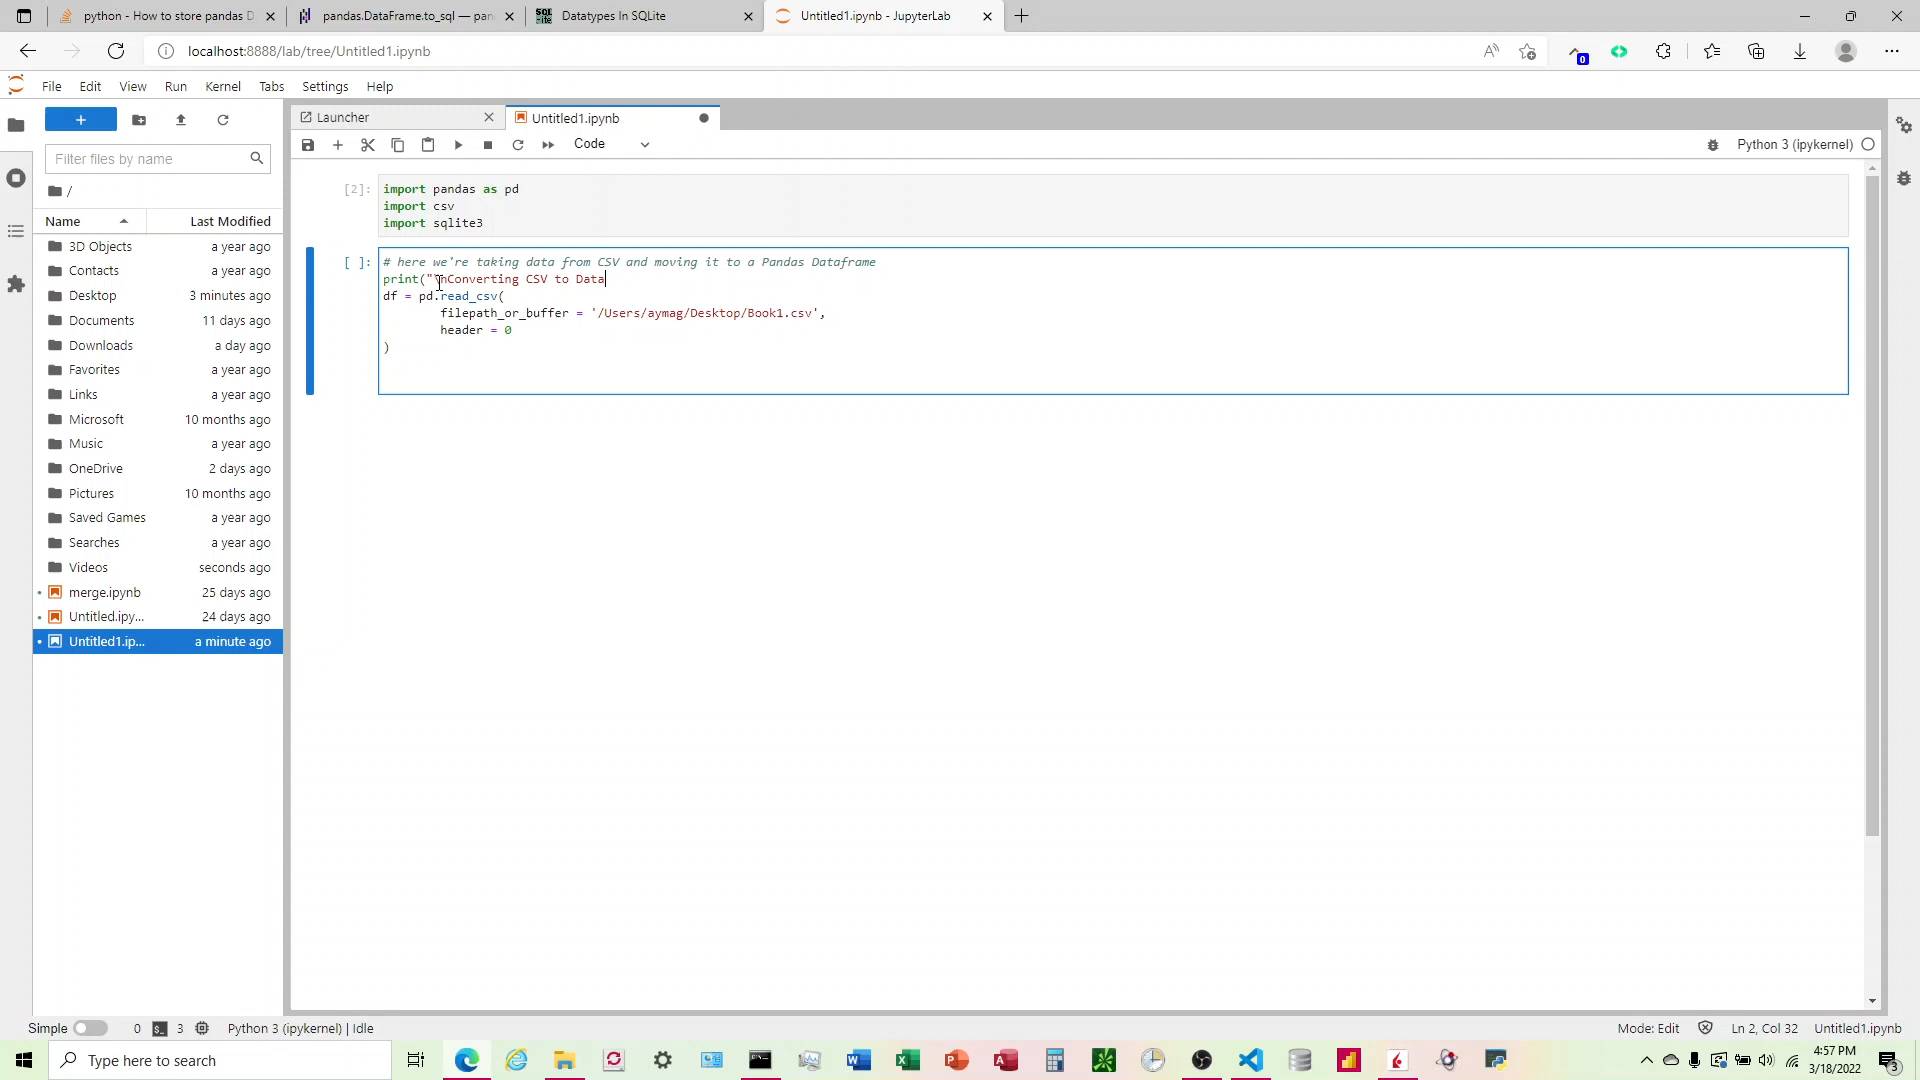 python - How to store pandas D
pandas.DataFrame.to_sql — pan
Datatypes In SQLite
Untitled1.ipynb - JupyterLab
localhost:8888/lab/tree/Untitled1.ipynb
0
File Edit View Run Kernel Tabs Settings Help
Launcher
Untitled1.ipynb
Filter files by name
Code
Python 3 (ipykernel)
/
Name Last Modified
3D Objects a year ago
Contacts a year ago
Desktop 3 minutes ago
Documents 11 days ago
Downloads a day ago
Favorites a year ago
Links a year ago
Microsoft 10 months ago
Music a year ago
OneDrive 2 days ago
Pictures 10 months ago
Saved Games a year ago
Searches a year ago
Videos seconds ago
merge.ipynb 25 days ago
Untitled.ipy... 24 days ago
Untitled1.ip... a minute ago
[2]:
import pandas as pd
import csv
import sqlite3
[ ]:
# here we're taking data from CSV and moving it to a Pandas Dataframe
print("\nConverting CSV to Data
df = pd.read_csv(
filepath_or_buffer = '/Users/aymag/Desktop/Book1.csv',
header = 0
)
Simple 0 3 Python 3 (ipykernel) | Idle
Mode: Edit Ln 2, Col 32 Untitled1.ipynb
Type here to search
4:57 PM
3/18/2022
3